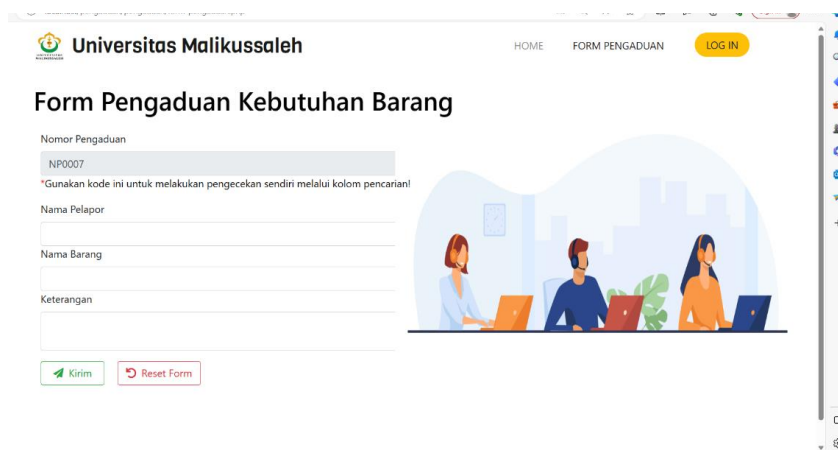 Universitas Malikussaleh
HOME FORM PENGADUAN LOG IN
Form Pengaduan Kebutuhan Barang
Nomor Pengaduan
NP0007
*Gunakan kode ini untuk melakukan pengecekan sendiri melalui kolom pencarian!
Nama Pelapor
Nama Barang
Keterangan
Kirim Reset Form